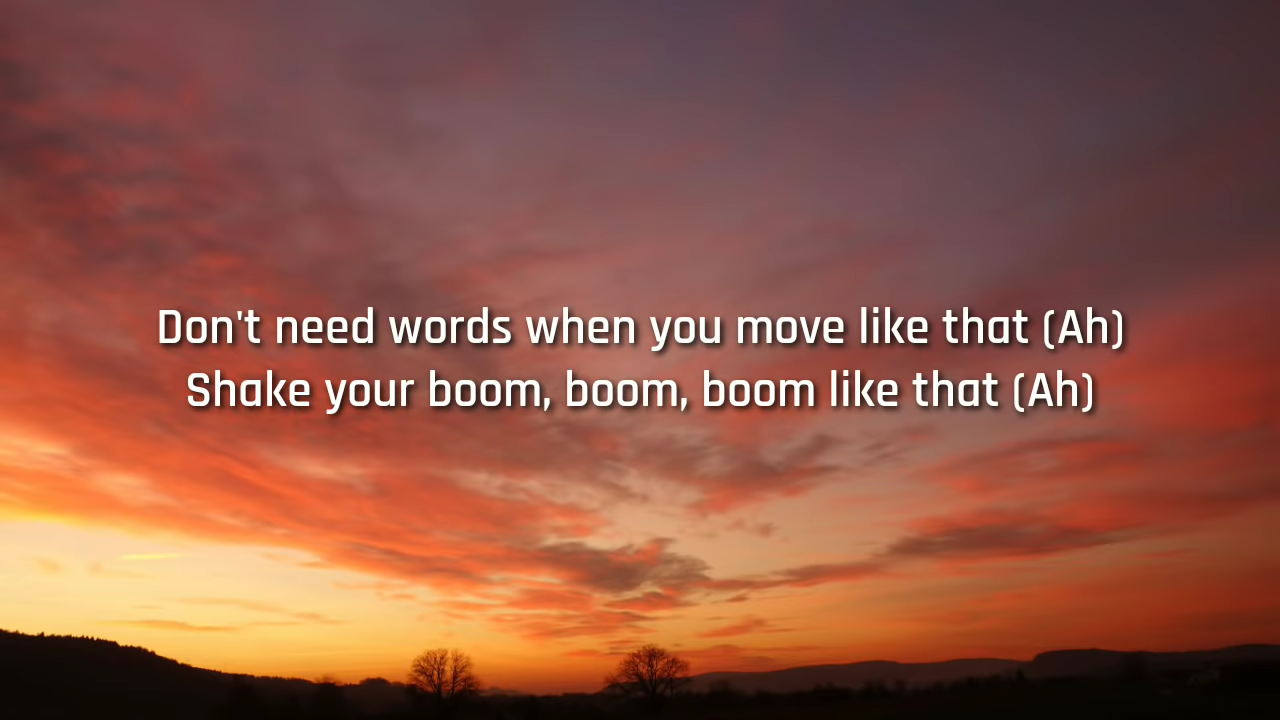 Don't need words when you move like that (Ah)
Shake your boom, boom, boom like that (Ah)